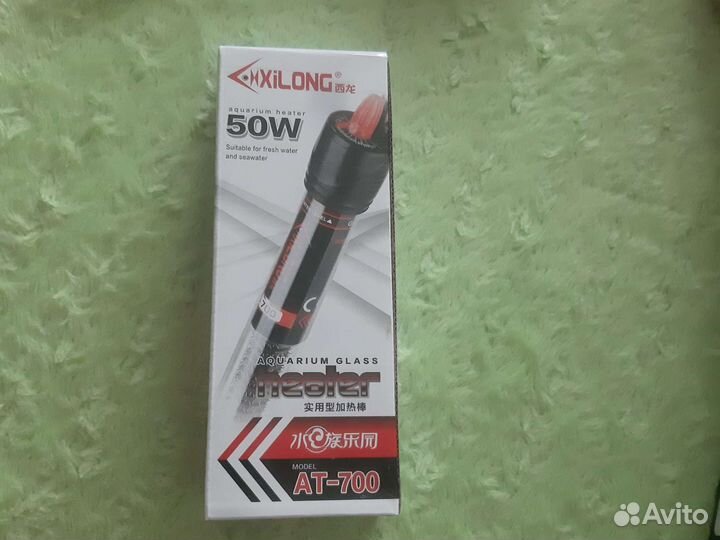 XiLONG® 西龙
aquarium heater
50W
Suitable for fresh water
and seawater
700
AQUARIUM GLASS
heater
实用型加热棒
水族乐园
MODEL
AT-700
Avito